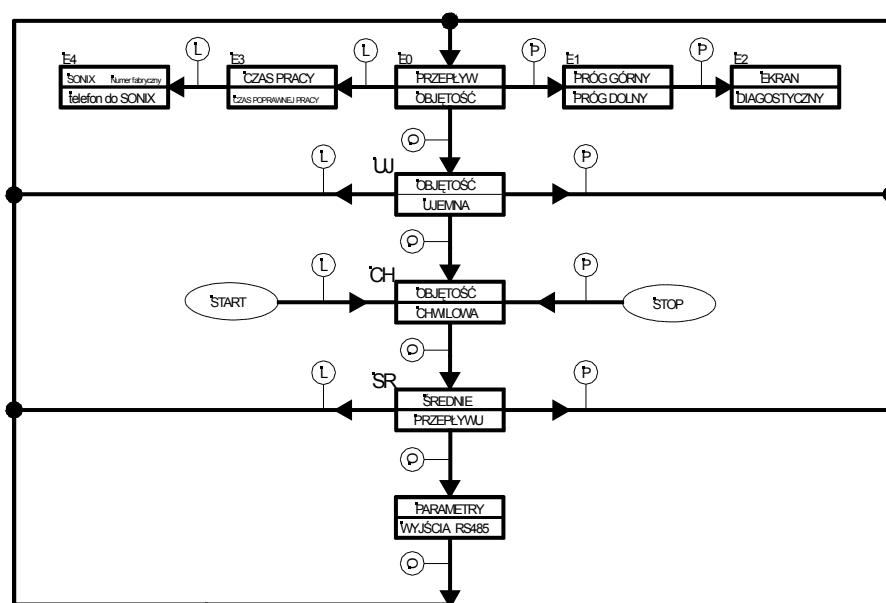 L
L
P
P
E4
E3
E0
E1
E2
SONIX Numer fabryczny
telefon do SONIX
CZAS PRACY
CZAS POPRAWNEJ PRACY
PRZEPŁYW
OBJĘTOŚĆ
PRÓG GÓRNY
PRÓG DOLNY
EKRAN
DIAGOSTYCZNY
Q
L
UJ
P
OBJĘTOŚĆ
UJEMNA
Q
L
CH
P
START
OBJĘTOŚĆ
CHWILOWA
STOP
Q
L
SR
P
ŚREDNIE
PRZEPŁYWU
Q
PARAMETRY
WYJŚCIA RS485
Q